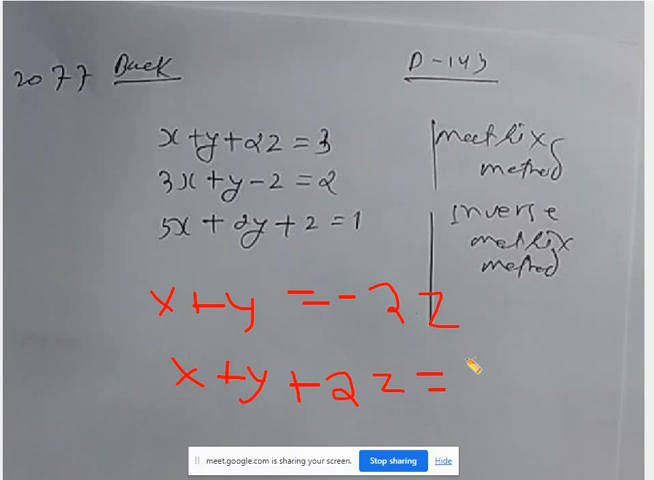 2077 Back
D-143
x+y+2z=3
3x+y-z=2
5x+2y+z=1
matrix
method
inverse
matrix
method
x+y=-2z
x+y+2z=
meet.google.com is sharing your screen. Stop sharing Hide